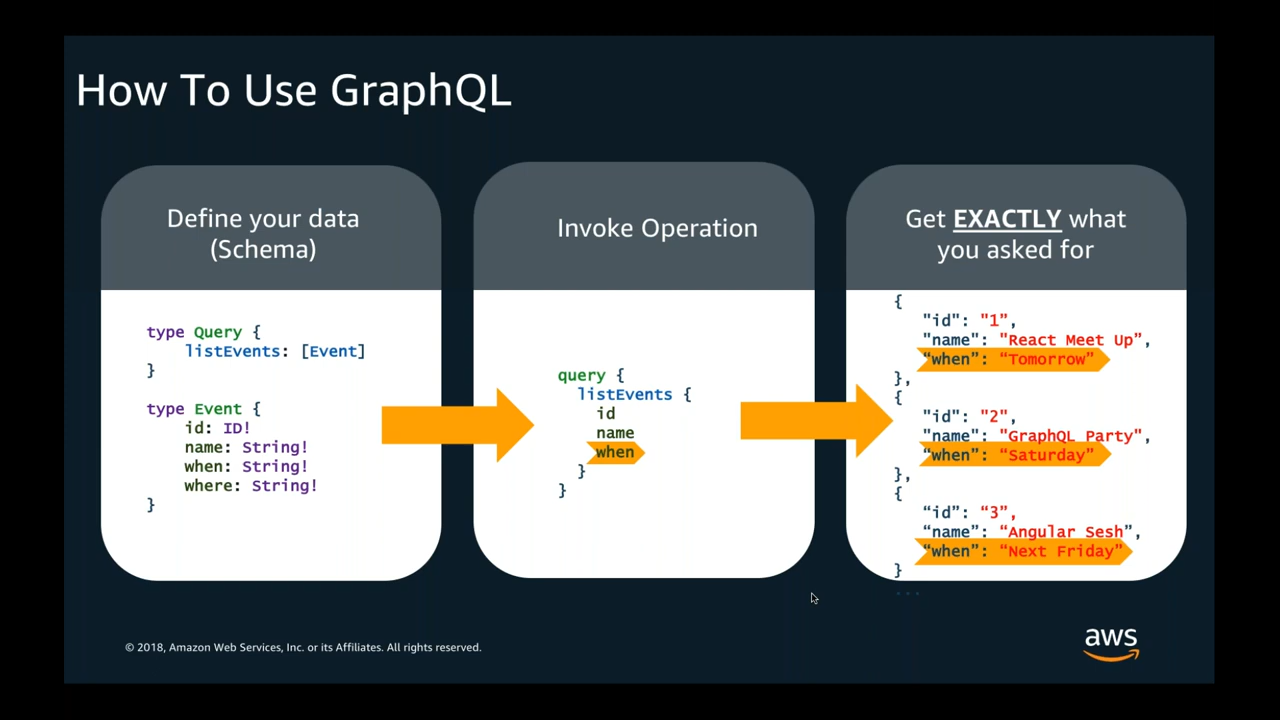 How To Use GraphQL
Define your data
(Schema)
type Query {
listEvents: [Event]
}
type Event {
id: ID!
name: String!
when: String!
where: String!
}
Invoke Operation
query {
listEvents {
id
name
when
}
}
Get EXACTLY what
you asked for
{
"id": "1",
"name": "React Meet Up",
“when”: “Tomorrow”
},
{
"id": "2",
"name": "GraphQL Party",
“when”: “Saturday”
},
{
“id”: “3”,
“name”: “Angular Sesh”,
“when”: “Next Friday”
}
...
© 2018, Amazon Web Services, Inc. or its Affiliates. All rights reserved.
aws